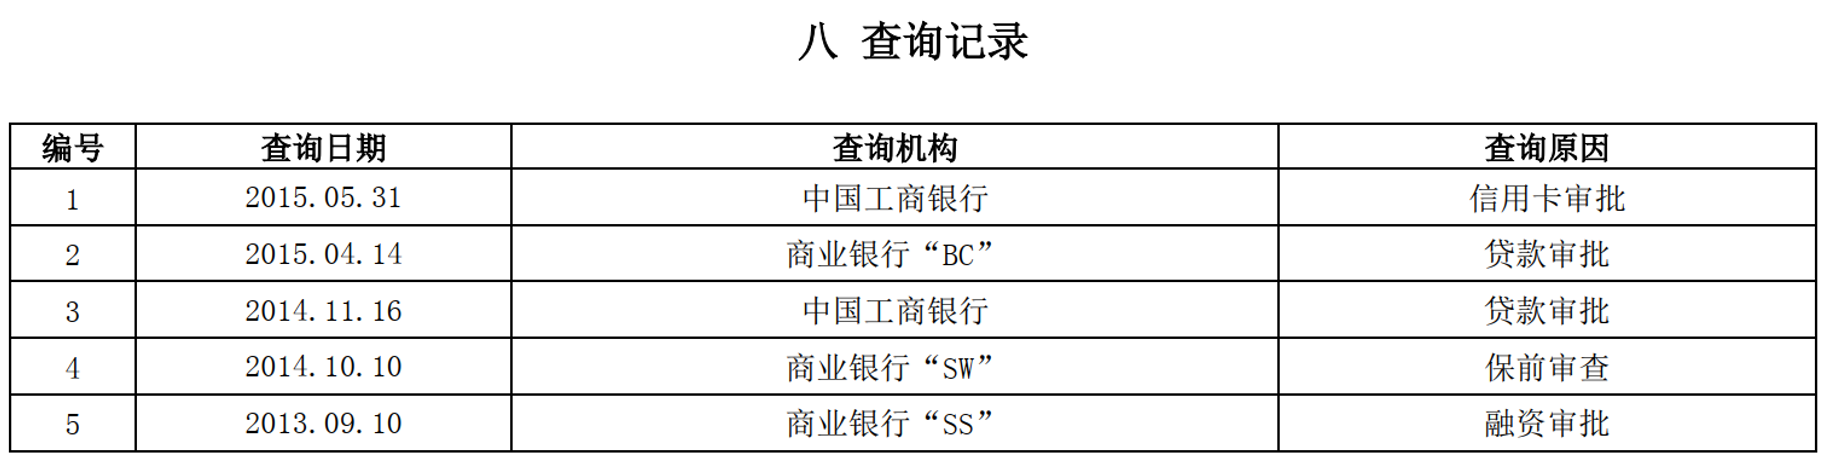 八 查询记录
编号 查询日期 查询机构 查询原因
1 2015.05.31 中国工商银行 信用卡审批
2 2015.04.14 商业银行“BC” 贷款审批
3 2014.11.16 中国工商银行 贷款审批
4 2014.10.10 商业银行“SW” 保前审查
5 2013.09.10 商业银行“SS” 融资审批